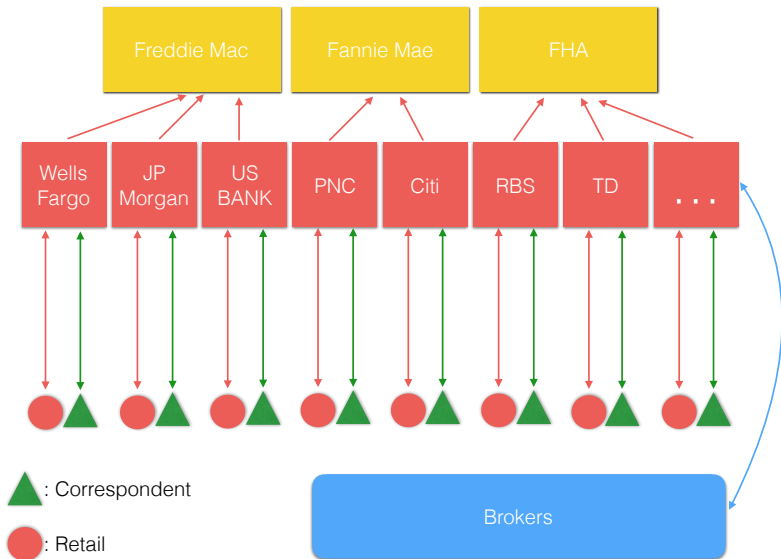 Freddie Mac
Fannie Mae
FHA
Wells
Fargo
JP
Morgan
US
BANK
PNC
Citi
RBS
TD
...
: Correspondent
: Retail
Brokers